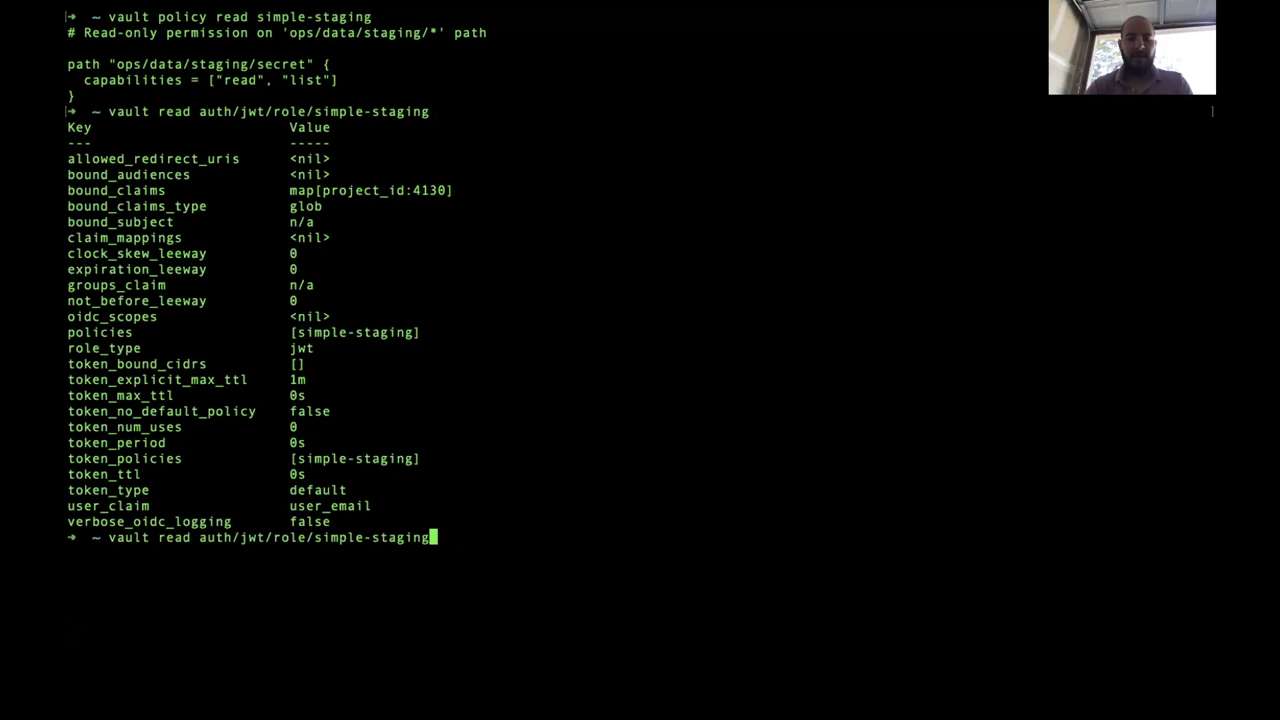 ➜  ~ vault policy read simple-staging
# Read-only permission on 'ops/data/staging/*' path
path "ops/data/staging/secret" {
  capabilities = ["read", "list"]
}
➜  ~ vault read auth/jwt/role/simple-staging
Key                         Value
---                         -----
allowed_redirect_uris       <nil>
bound_audiences             <nil>
bound_claims                map[project_id:4130]
bound_claims_type           glob
bound_subject               n/a
claim_mappings              <nil>
clock_skew_leeway           0
expiration_leeway           0
groups_claim                n/a
not_before_leeway           0
oidc_scopes                 <nil>
policies                    [simple-staging]
role_type                   jwt
token_bound_cidrs           []
token_explicit_max_ttl      1m
token_max_ttl               0s
token_no_default_policy     false
token_num_uses              0
token_period                0s
token_policies              [simple-staging]
token_ttl                   0s
token_type                  default
user_claim                  user_email
verbose_oidc_logging        false
➜  ~ vault read auth/jwt/role/simple-staging